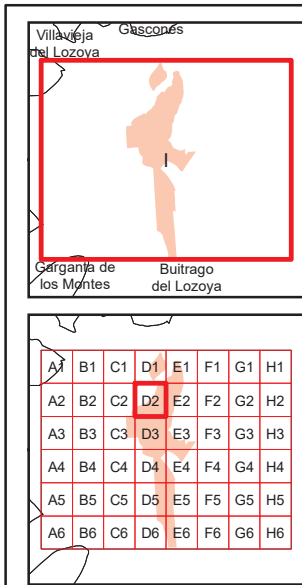 Villavieja
del Lozoya
Gascones
I
Garganta de
los Montes
Buitrago
del Lozoya
A1 B1 C1 D1 E1 F1 G1 H1
A2 B2 C2 D2 E2 F2 G2 H2
A3 B3 C3 D3 E3 F3 G3 H3
A4 B4 C4 D4 E4 F4 G4 H4
A5 B5 C5 D5 E5 F5 G5 H5
A6 B6 C6 D6 E6 F6 G6 H6